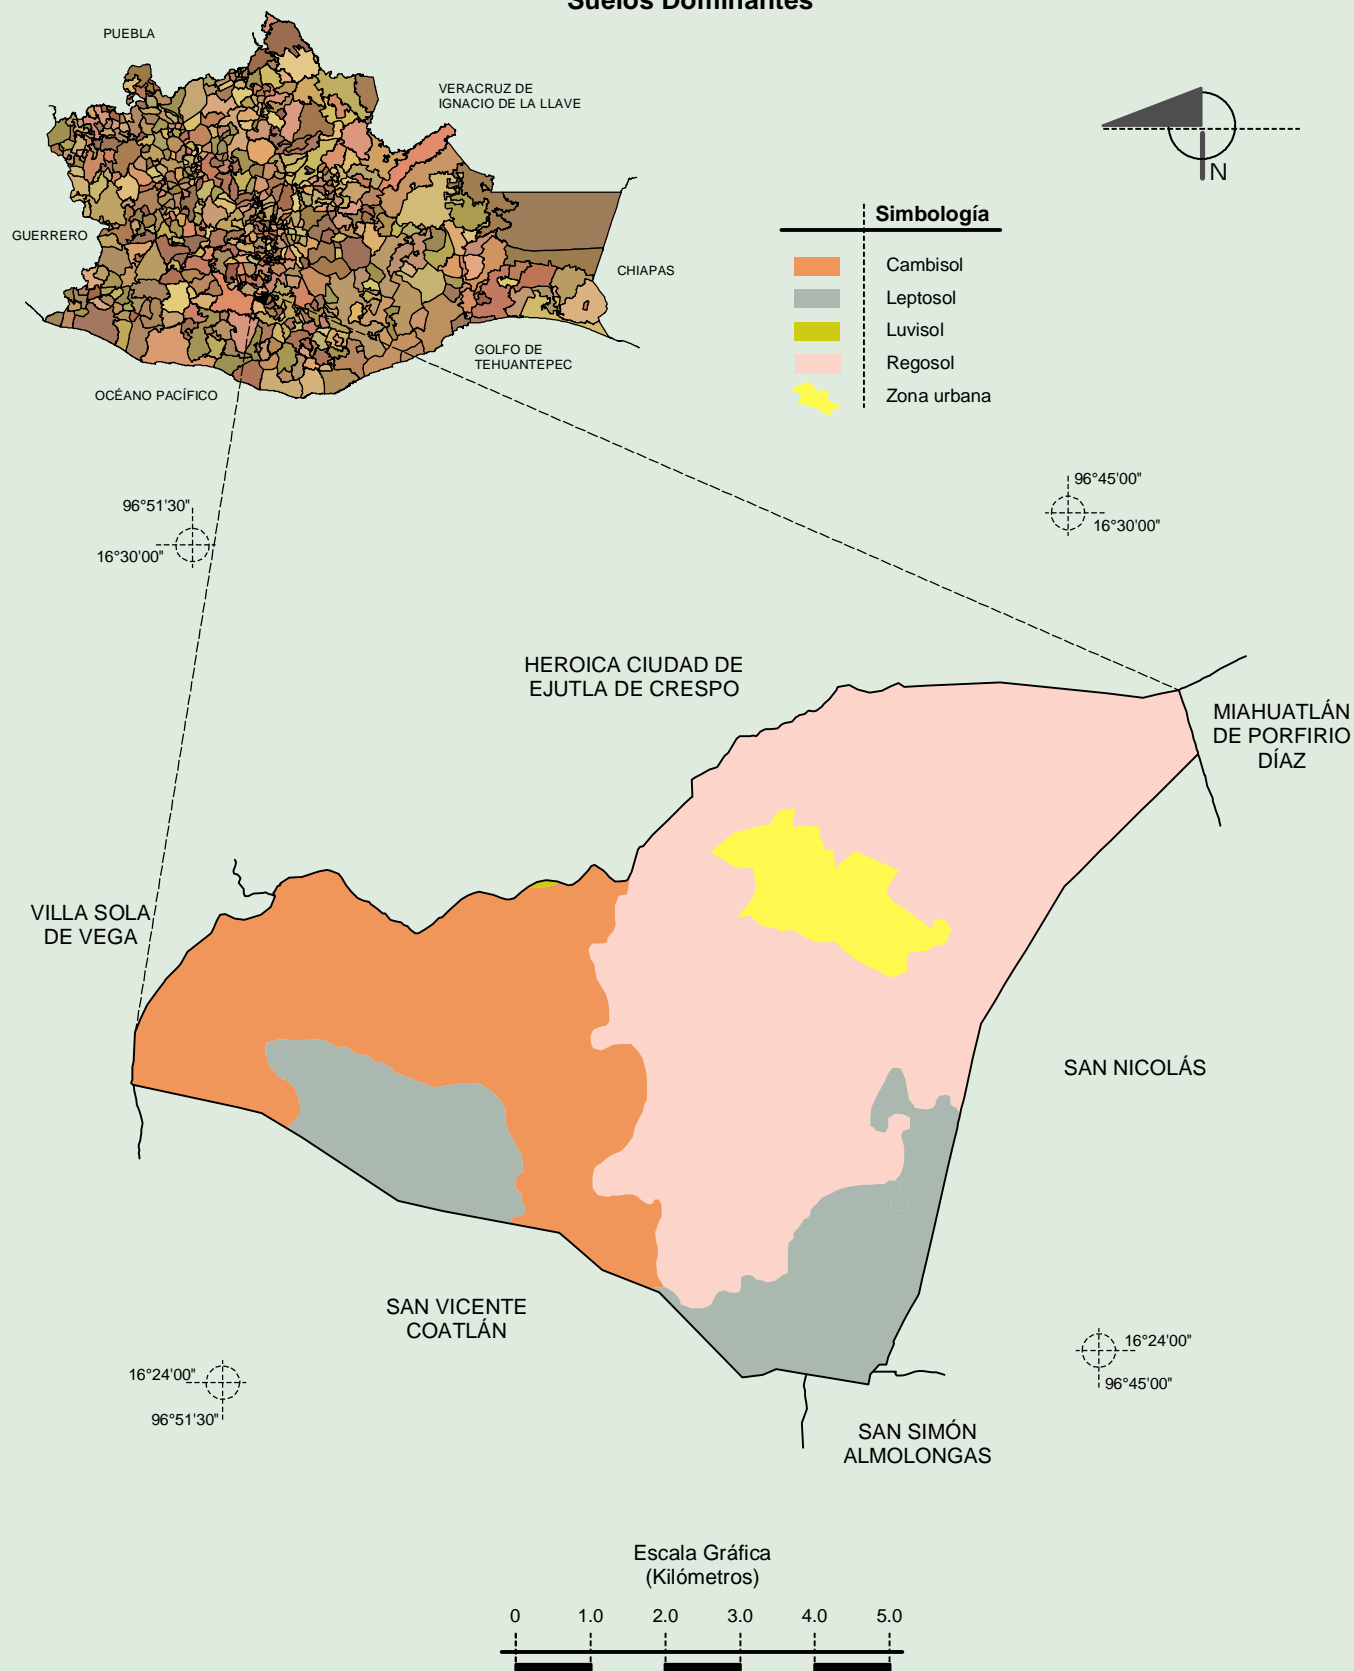 Suelos Dominantes
PUEBLA
VERACRUZ DE
IGNACIO DE LA LLAVE
GUERRERO
CHIAPAS
GOLFO DE
TEHUANTEPEC
OCÉANO PACÍFICO
N
Simbología
Cambisol
Leptosol
Luvisol
Regosol
Zona urbana
96°51'30"
16°30'00"
96°45'00"
16°30'00"
HEROICA CIUDAD DE
EJUTLA DE CRESPO
MIAHUATLÁN
DE PORFIRIO
DÍAZ
VILLA SOLA
DE VEGA
SAN NICOLÁS
SAN VICENTE
COATLÁN
16°24'00"
96°51'30"
16°24'00"
96°45'00"
SAN SIMÓN
ALMOLONGAS
Escala Gráfica
(Kilómetros)
0 1.0 2.0 3.0 4.0 5.0